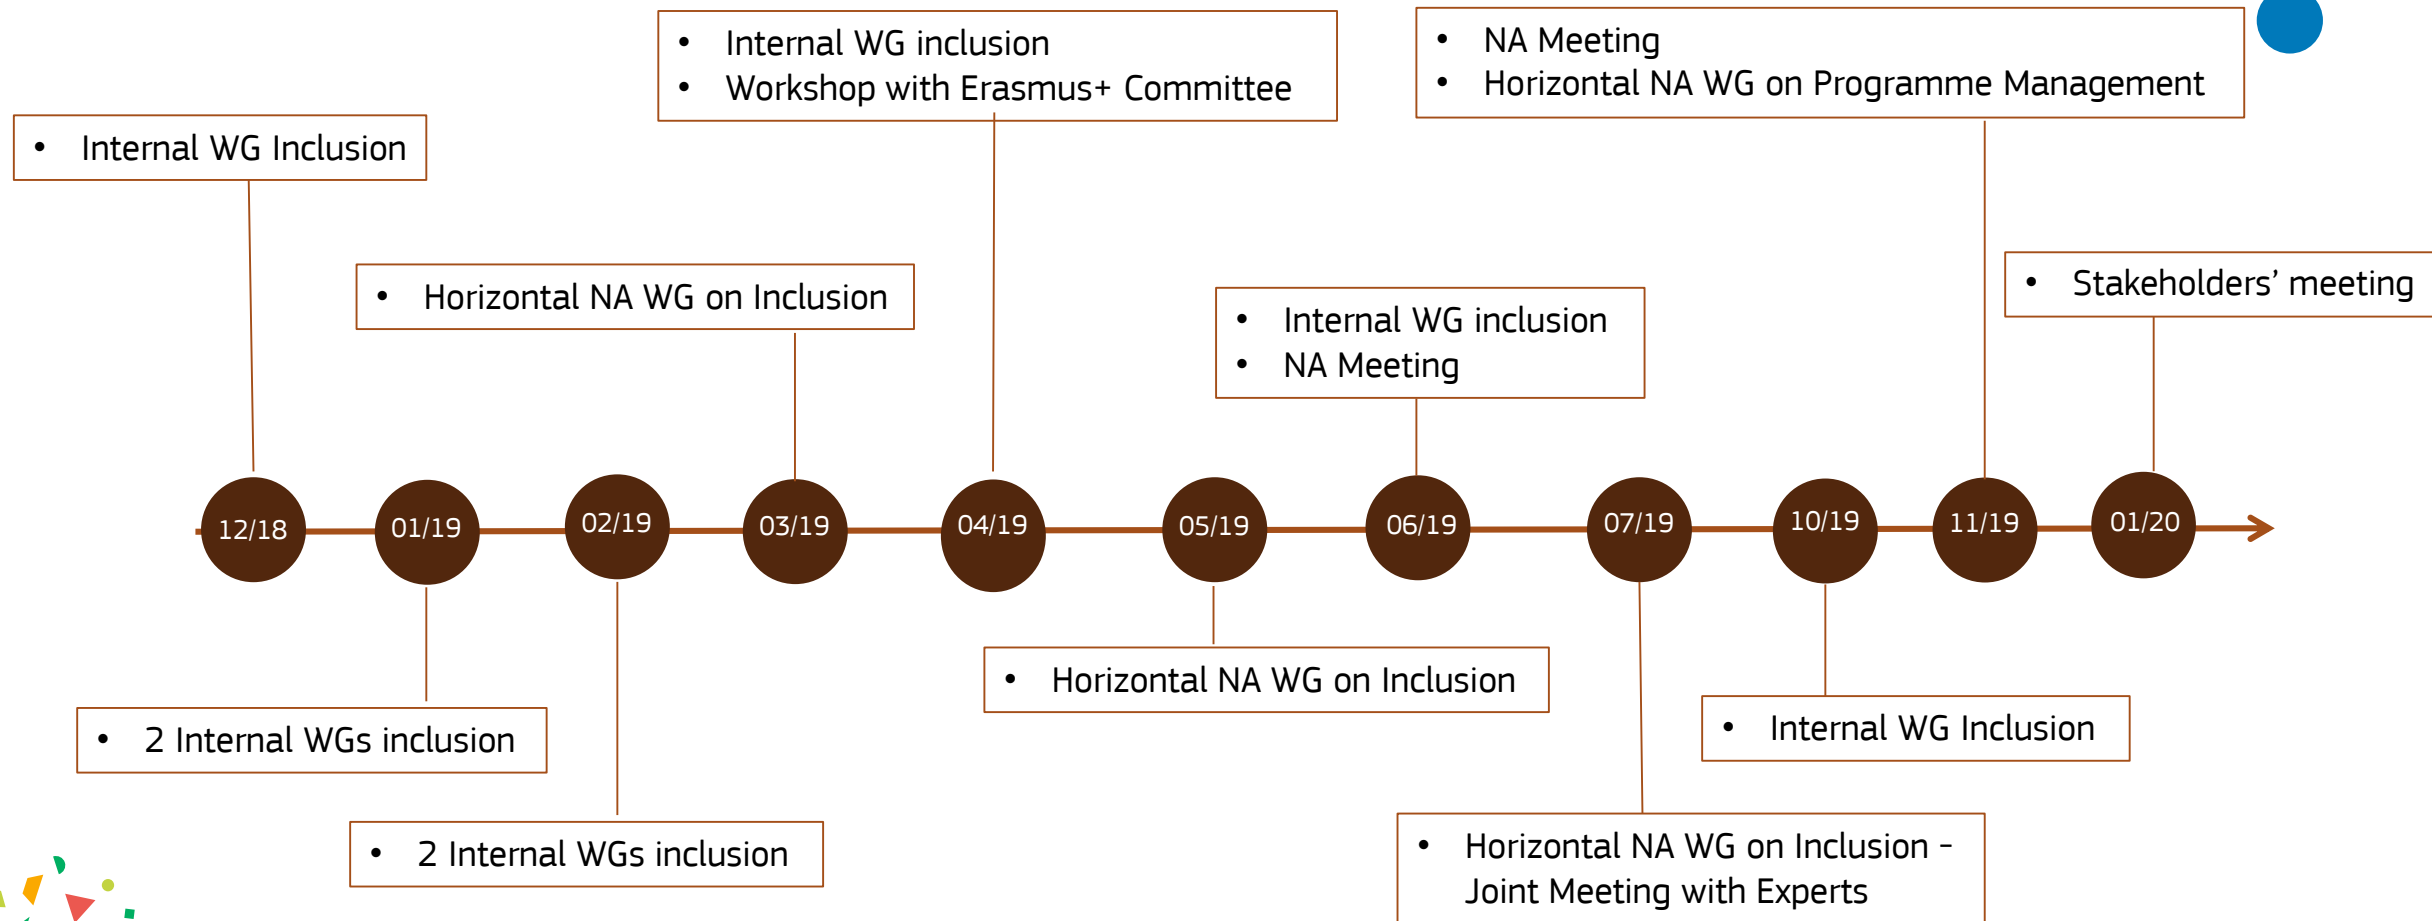 • Internal WG inclusion
• Workshop with Erasmus+ Committee
• NA Meeting
• Horizontal NA WG on Programme Management
• Internal WG Inclusion
• Horizontal NA WG on Inclusion
• Internal WG inclusion
• NA Meeting
• Stakeholders’ meeting
12/18
01/19
02/19
03/19
04/19
05/19
06/19
07/19
10/19
11/19
01/20
• 2 Internal WGs inclusion
• 2 Internal WGs inclusion
• Horizontal NA WG on Inclusion
• Internal WG Inclusion
• Horizontal NA WG on Inclusion -
Joint Meeting with Experts